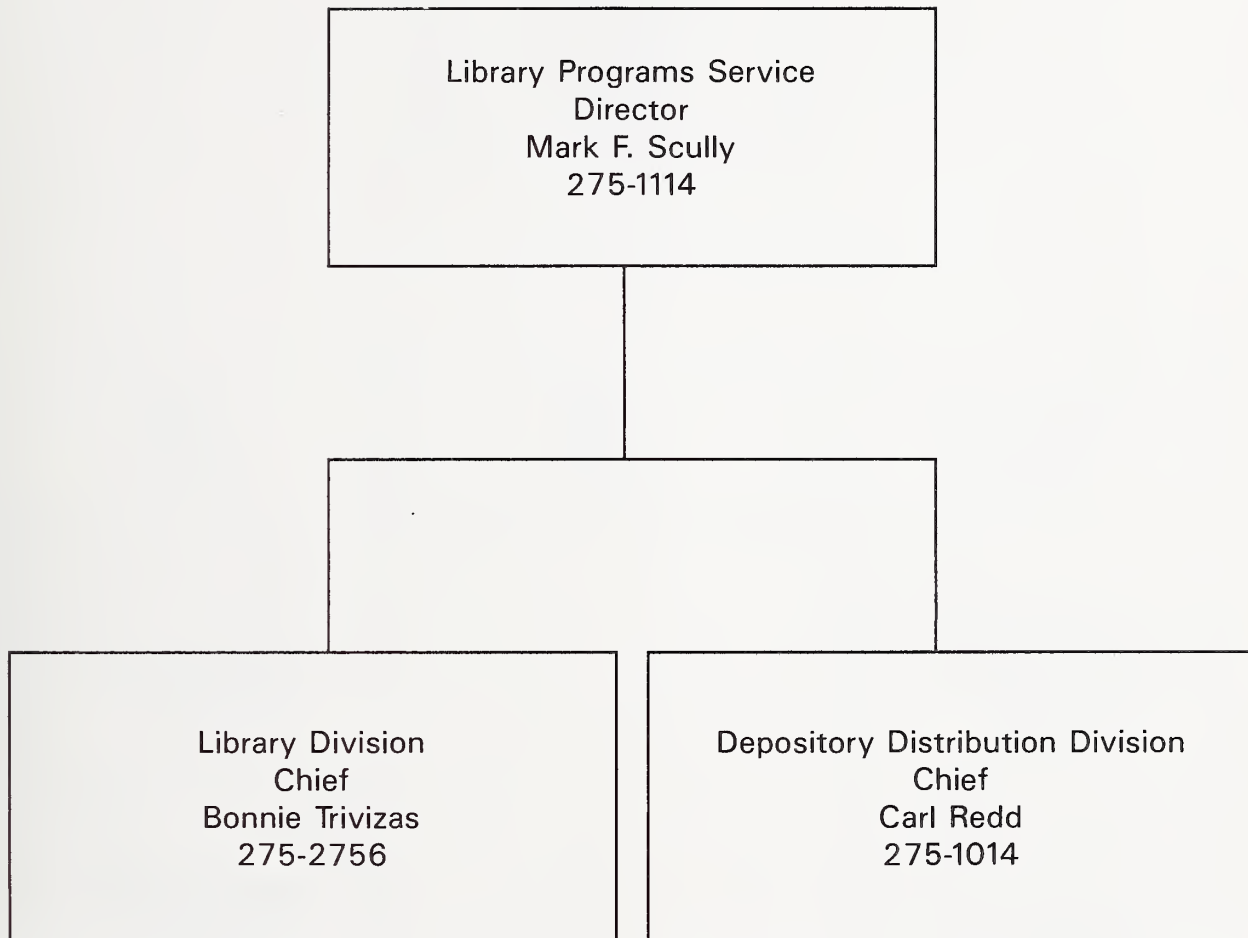 Library Programs Service
Director
Mark F. Scully
275-1114
Library Division
Chief
Bonnie Trivizas
275-2756
Depository Distribution Division
Chief
Carl Redd
275-1014